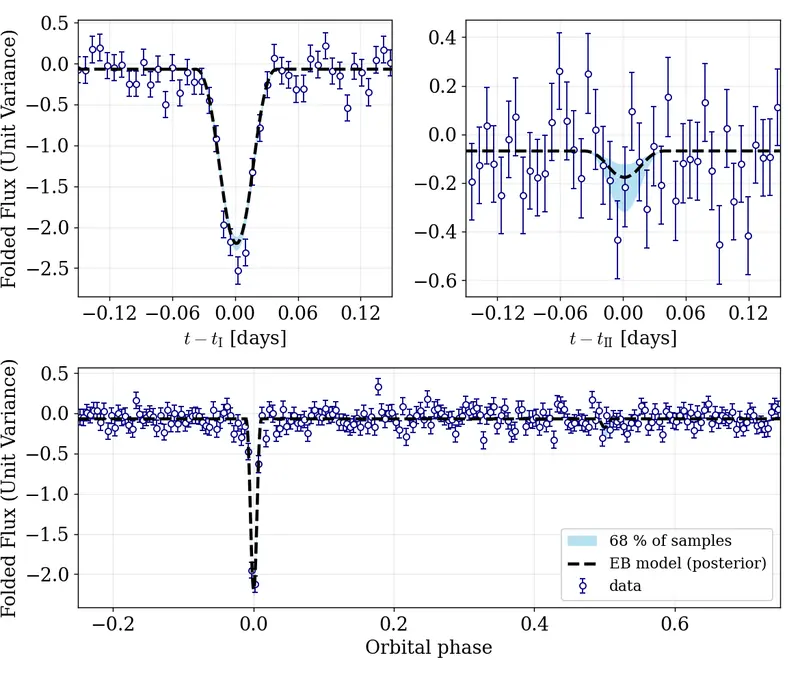 Folded Flux (Unit Variance)
0.5
0.0
−0.5
−1.0
−1.5
−2.0
−2.5
−0.12 −0.06 0.00 0.06 0.12
t − tI [days]
0.4
0.2
0.0
−0.2
−0.4
−0.6
−0.12 −0.06 0.00 0.06 0.12
t − tII [days]
Folded Flux (Unit Variance)
0.5
0.0
−0.5
−1.0
−1.5
−2.0
−0.2 0.0 0.2 0.4 0.6
Orbital phase
68 % of samples
EB model (posterior)
data